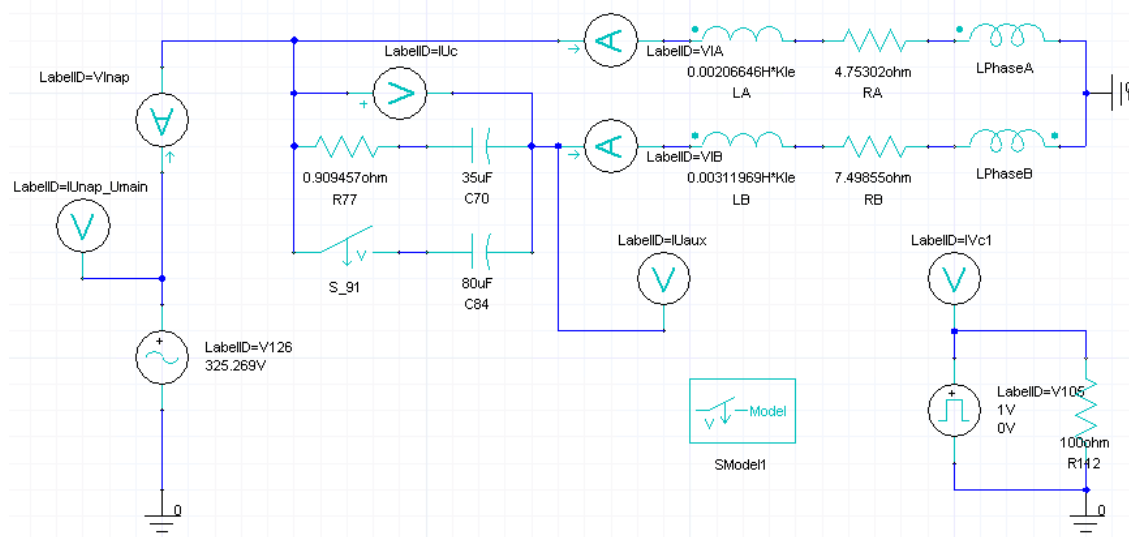 LabelID=IUc
LabelID=VIA
0.00206646H*Kle
LA
4.75302ohm
RA
LPhaseA
LabelID=VInap
A
A
V
+
LabelID=IUnap_Umain
V
0.909457ohm
R77
35uF
C70
A
LabelID=VIB
0.00311969H*Kle
LB
7.49855ohm
RB
LPhaseB
V
S_91
80uF
C84
LabelID=IUaux
V
LabelID=IVc1
V
+
LabelID=V126
325.269V
V
Model
SModel1
+
LabelID=V105
1V
0V
100ohm
R142
0
0